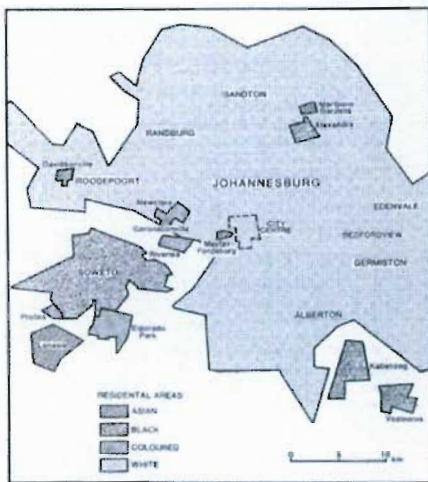 SANDTON
Marlboro
Gardens
Alexandra
RANDBURG
Davidsonville
ROODEPOORT
JOHANNESBURG
Newclare
EDENVALE
Coronationville
CITY
CENTRE
Riverlea
Mayfair
Fordsburg
BEDFORDVIEW
SOWETO
GERMISTON
Protea
Eldorado
Park
ALBERTON
Lenasia
Katlehong
Vosloorus
RESIDENTAL AREAS:
ASIAN
BLACK
COLOURED
WHITE
0 5 10
km